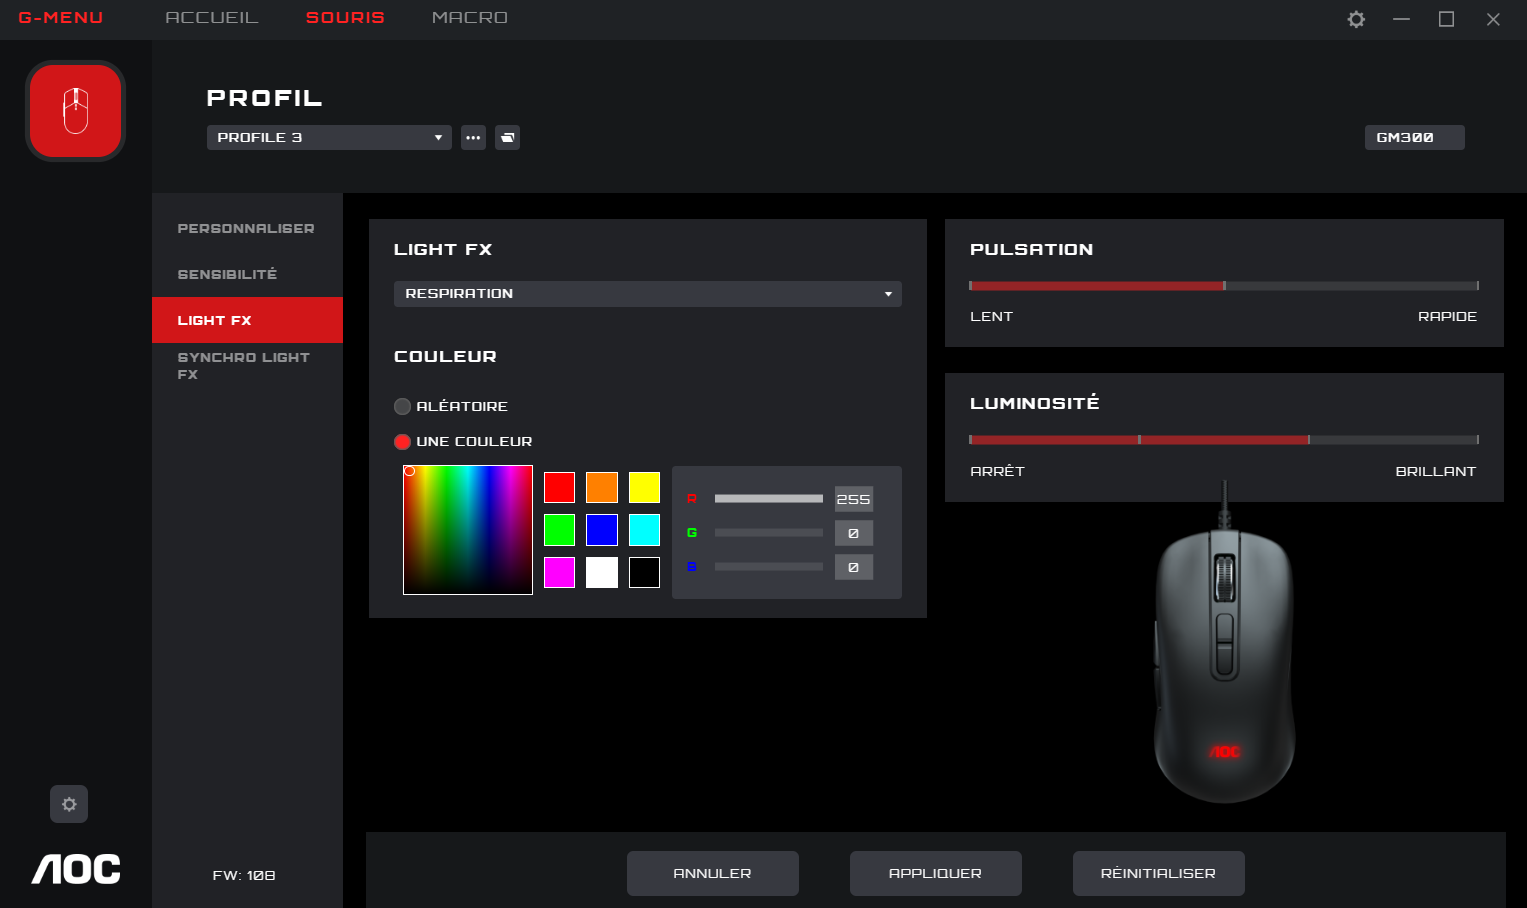 G-MENU ACCUEIL SOURIS MACRO
PROFIL
PROFILE 3
GM300
PERSONNALISER
SENSIBILITÉ
LIGHT FX
SYNCHRO LIGHT
FX
FW: 108
AOC
LIGHT FX
RESPIRATION
COULEUR
ALÉATOIRE
UNE COULEUR
R 255
G 0
B 0
PULSATION
LENT RAPIDE
LUMINOSITÉ
ARRÊT BRILLANT
AOC
ANNULER APPLIQUER RÉINITIALISER